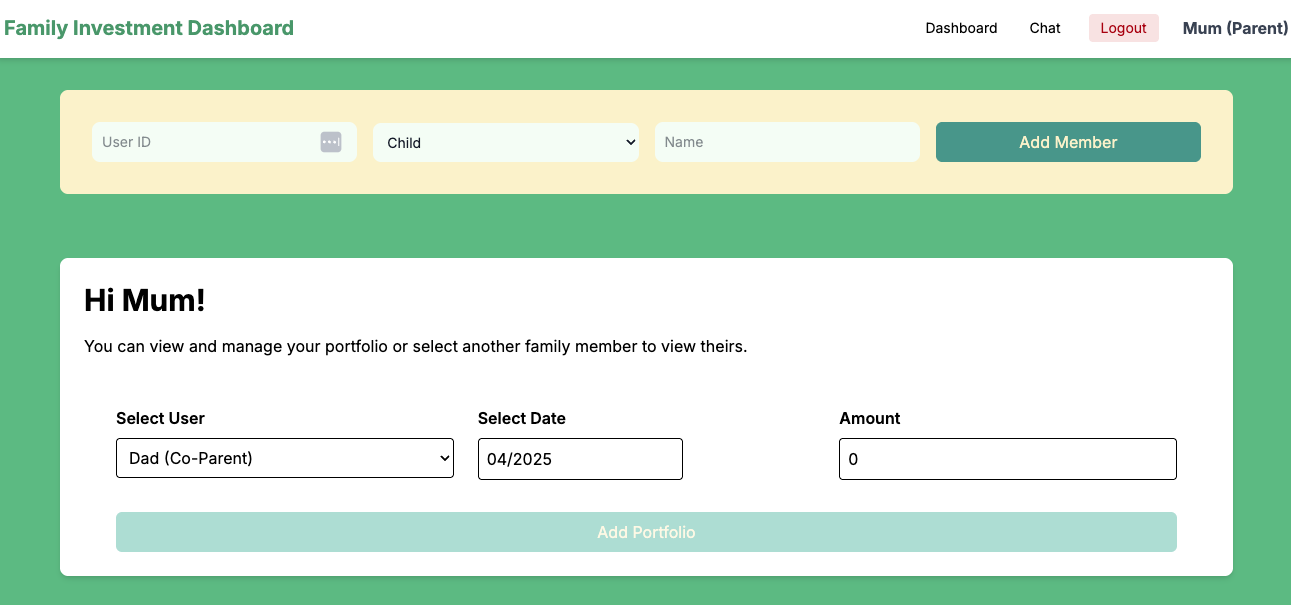 Family Investment Dashboard
Dashboard
Chat
Logout
Mum (Parent)
User ID
Child
Name
Add Member
Hi Mum!
You can view and manage your portfolio or select another family member to view theirs.
Select User
Select Date
Amount
Dad (Co-Parent)
04/2025
0
Add Portfolio